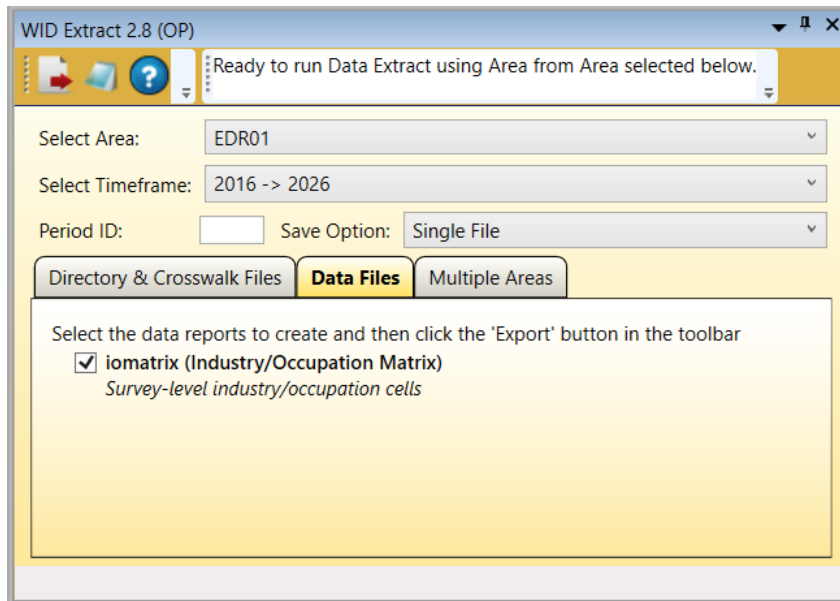 WID Extract 2.8 (OP)
Ready to run Data Extract using Area from Area selected below.
Select Area: EDR01
Select Timeframe: 2016 -> 2026
Period ID: Save Option: Single File
Directory & Crosswalk Files Data Files Multiple Areas
Select the data reports to create and then click the 'Export' button in the toolbar
iomatrix (Industry/Occupation Matrix)
Survey-level industry/occupation cells